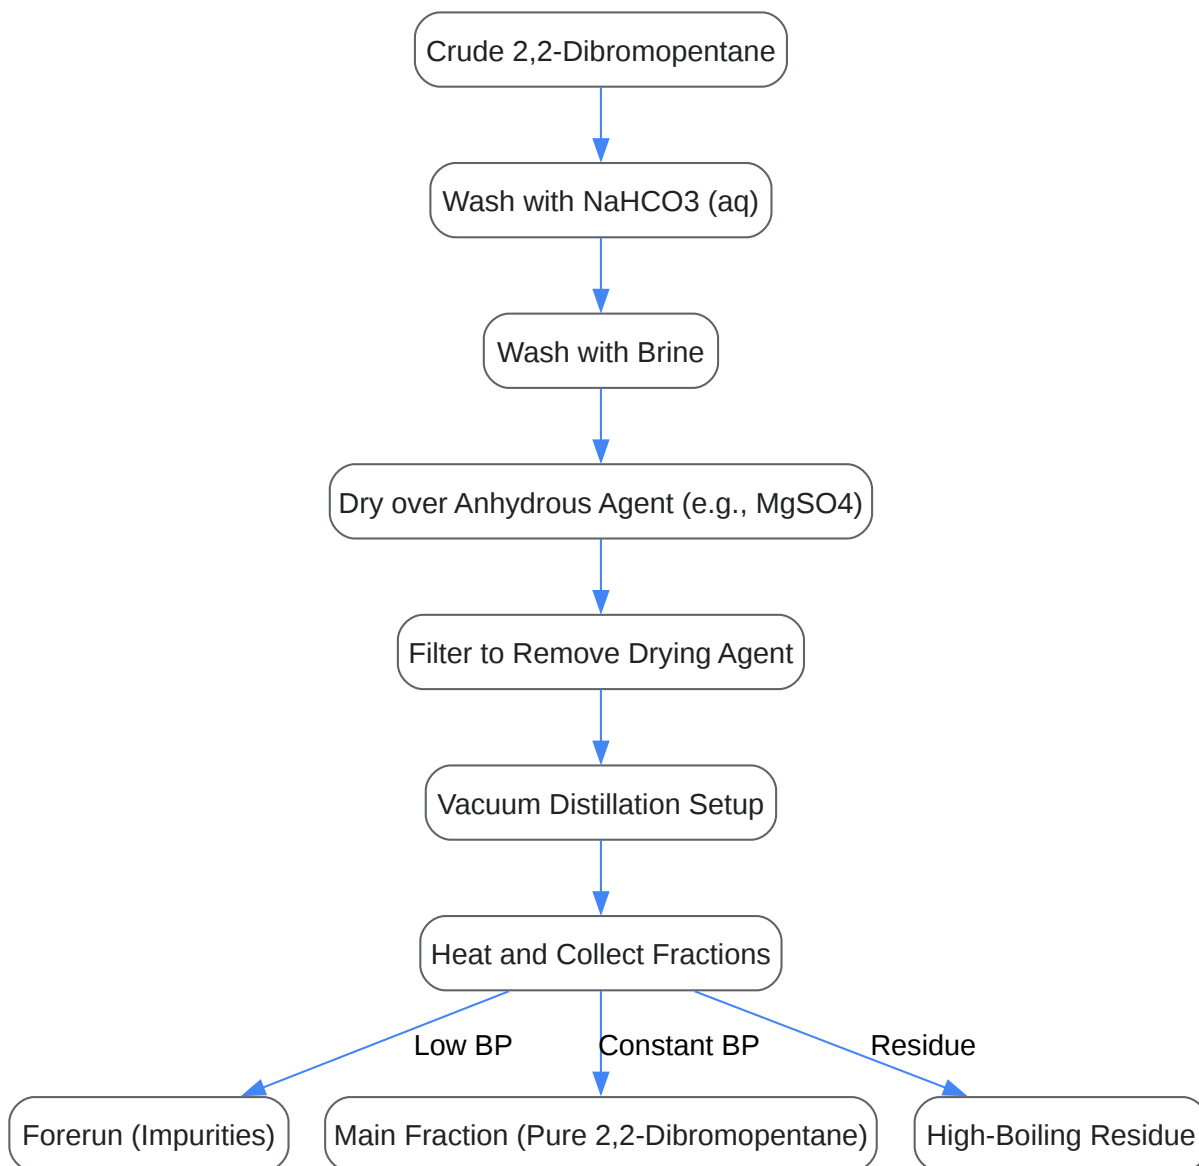 Crude 2,2-Dibromopentane
Wash with NaHCO3 (aq)
Wash with Brine
Dry over Anhydrous Agent (e.g., MgSO4)
Filter to Remove Drying Agent
Vacuum Distillation Setup
Heat and Collect Fractions
Low BP
Constant BP
Residue
Forerun (Impurities)
Main Fraction (Pure 2,2-Dibromopentane)
High-Boiling Residue